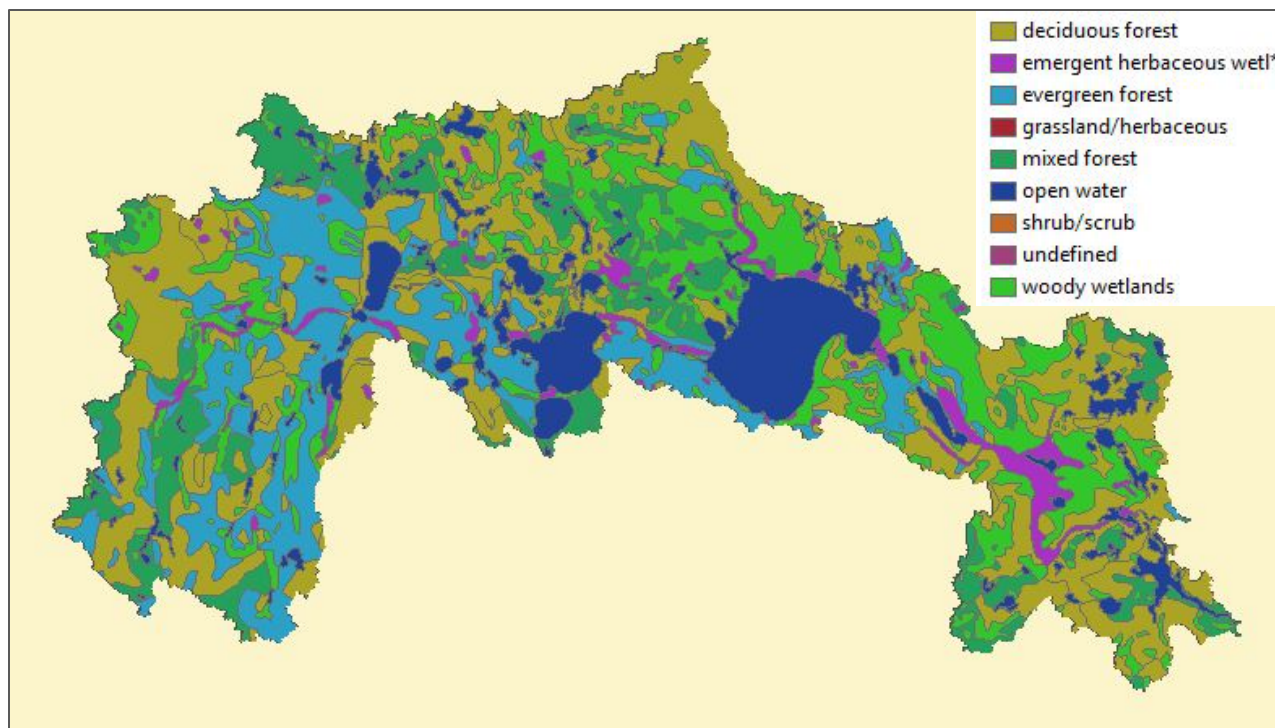 deciduous forest
emergent herbaceous wetl*
evergreen forest
grassland/herbaceous
mixed forest
open water
shrub/scrub
undefined
woody wetlands